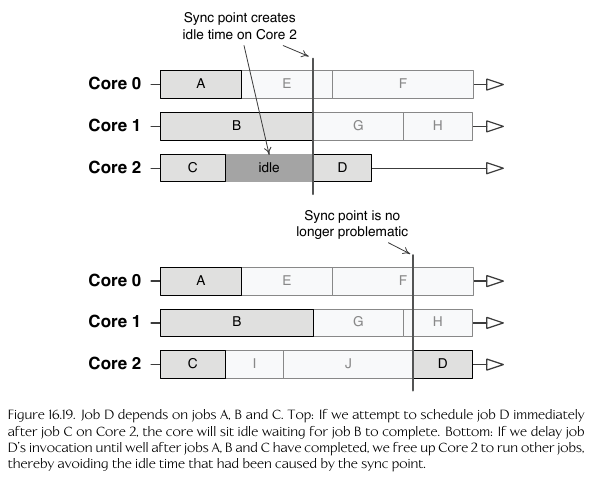 Sync point creates
idle time on Core 2
Core 0 A E F
Core 1 B G H
Core 2 C idle D
Sync point is no
longer problematic
Core 0 A E F
Core 1 B G H
Core 2 C I J D
Figure 16.19. Job D depends on jobs A, B and C. Top: If we attempt to schedule job D immediately
after job C on Core 2, the core will sit idle waiting for job B to complete. Bottom: If we delay job
D’s invocation until well after jobs A, B and C have completed, we free up Core 2 to run other jobs,
thereby avoiding the idle time that had been caused by the sync point.